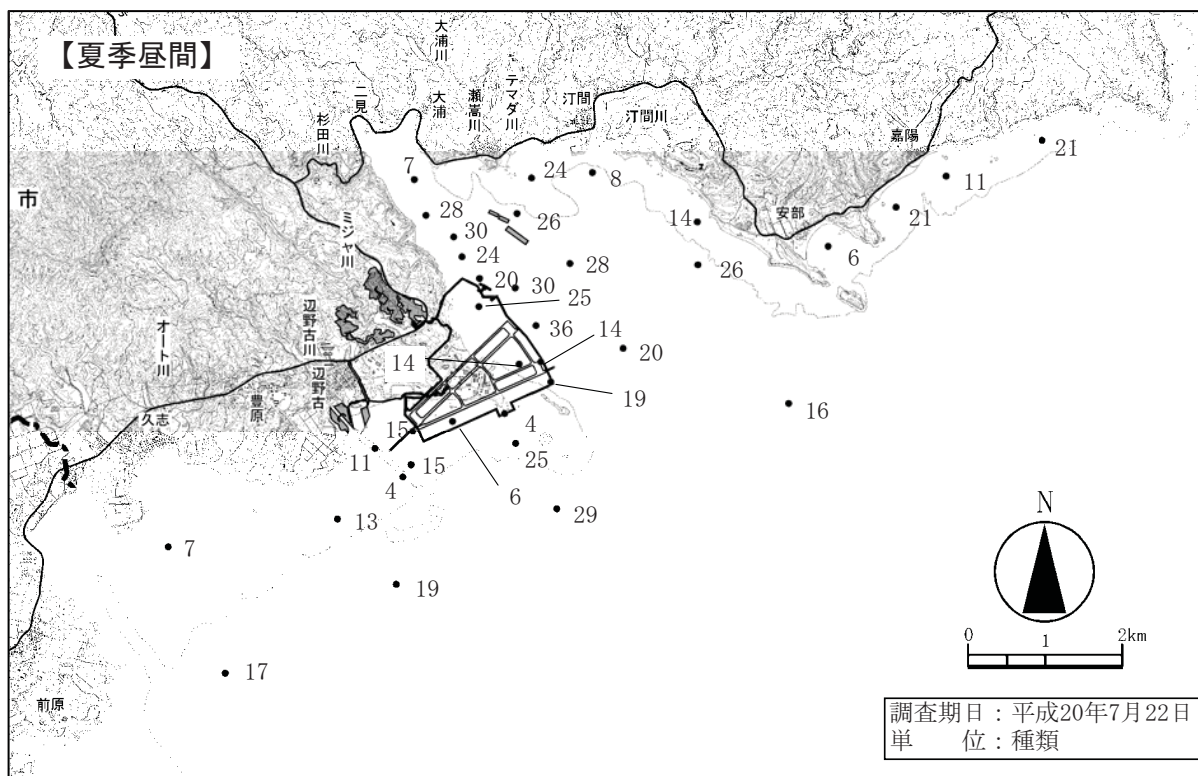 【夏季昼間】
大浦川
二見
大浦
瀬嵩川
テマダ川
汀間
汀間川
嘉陽
杉田川
市
ミジャ川
安部
辺野古川
辺野古
オート川
豊原
久志
前原
7
24
8
21
11
28
26
14
21
30
6
24
28
26
20
30
25
36
14
20
14
19
16
15
4
11
25
15
4
6
29
13
7
19
17
N
0 1 2km
調査期日：平成20年7月22日
単　　位：種類